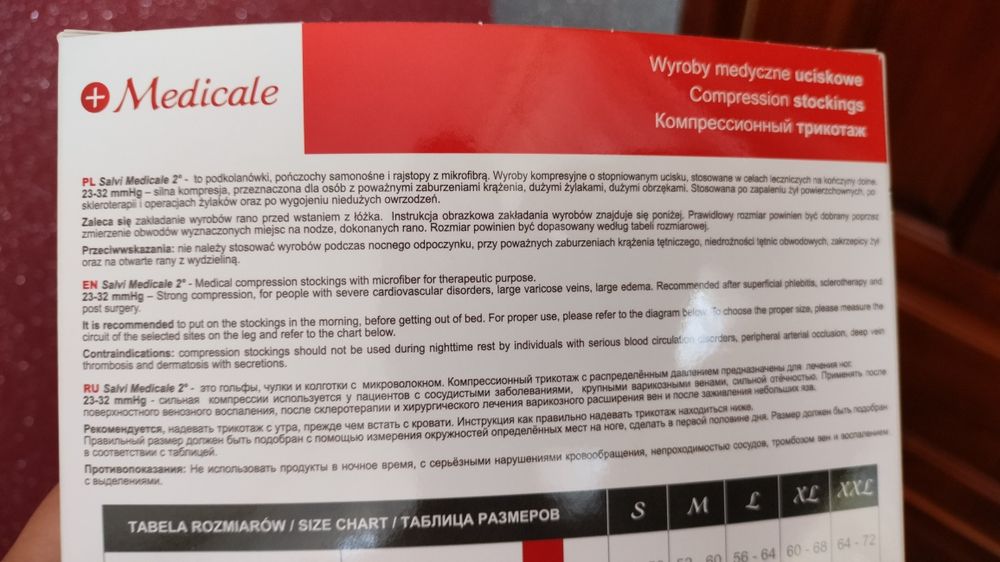 Medicale
Wyroby medyczne uciskowe
Compression stockings
Компрессионный трикотаж
PL Salvi Medicale 2° - to podkolanówki, pończochy samonośne i rajstopy z mikrofibrą. Wyroby kompresyjne o stopniowanym ucisku, stosowane w celach leczniczych na kończyny dolne.
23-32 mmHg – silna kompresja, przeznaczona dla osób z poważnymi zaburzeniami krążenia, dużymi żylakami, dużymi obrzękami. Stosowana po zapaleniu żył powierzchownych, po
skleroterapii i operacjach żylaków oraz po wygojeniu niedużych owrzodzeń.
Zaleca się zakładanie wyrobów rano przed wstaniem z łóżka. Instrukcja obrazkowa zakładania wyrobów znajduje się poniżej. Prawidłowy rozmiar powinien być dobrany poprzez
zmierzenie obwodów wyznaczonych miejsc na nodze, dokonanych rano. Rozmiar powinien być dopasowany według tabeli rozmiarowej.
Przeciwwskazania: nie należy stosować wyrobów podczas nocnego odpoczynku, przy poważnych zaburzeniach krążenia tętniczego, niedrożności tętnic obwodowych, zakrzepicy żył
oraz na otwarte rany z wydzieliną.
EN Salvi Medicale 2° - Medical compression stockings with microfiber for therapeutic purpose.
23-32 mmHg – Strong compression, for people with severe cardiovascular disorders, large varicose veins, large edema. Recommended after superficial phlebitis, sclerotherapy and
post surgery.
It is recommended to put on the stockings in the morning, before getting out of bed. For proper use, please refer to the diagram below. To choose the proper size, please measure the
circuit of the selected sites on the leg and refer to the chart below.
Contraindications: compression stockings should not be used during nighttime rest by individuals with serious blood circulation disorders, peripheral arterial occlusion, deep vein
thrombosis and dermatosis with secretions.
RU Salvi Medicale 2° - это гольфы, чулки и колготки с микроволокном. Компрессионный трикотаж с распределённым давлением предназначены для лечения ног.
23-32 mmHg - сильная компрессии используется у пациентов с сосудистыми заболеваниями, крупными варикозными венами, сильной отёчностью. Применять после
поверхностного венозного воспаления, после склеротерапии и хирургического лечения варикозного расширения вен и после заживления небольших язв.
Рекомендуется, надевать трикотаж с утра, прежде чем встать с кровати. Инструкция как правильно надевать трикотаж находиться ниже.
Правильный размер должен быть подобран с помощью измерения окружностей определённых мест на ноге, сделать в первой половине дня. Размер должен быть подобран
в соответствии с таблицей.
Противопоказания: Не использовать продукты в ночное время, с серьёзными нарушениями кровообращения, непроходимостью сосудов, тромбозом вен и воспалением
с выделениями.
TABELA ROZMIARÓW / SIZE CHART / ТАБЛИЦА РАЗМЕРОВ S M L XL XXL
56 - 64 60 - 68 64 - 72